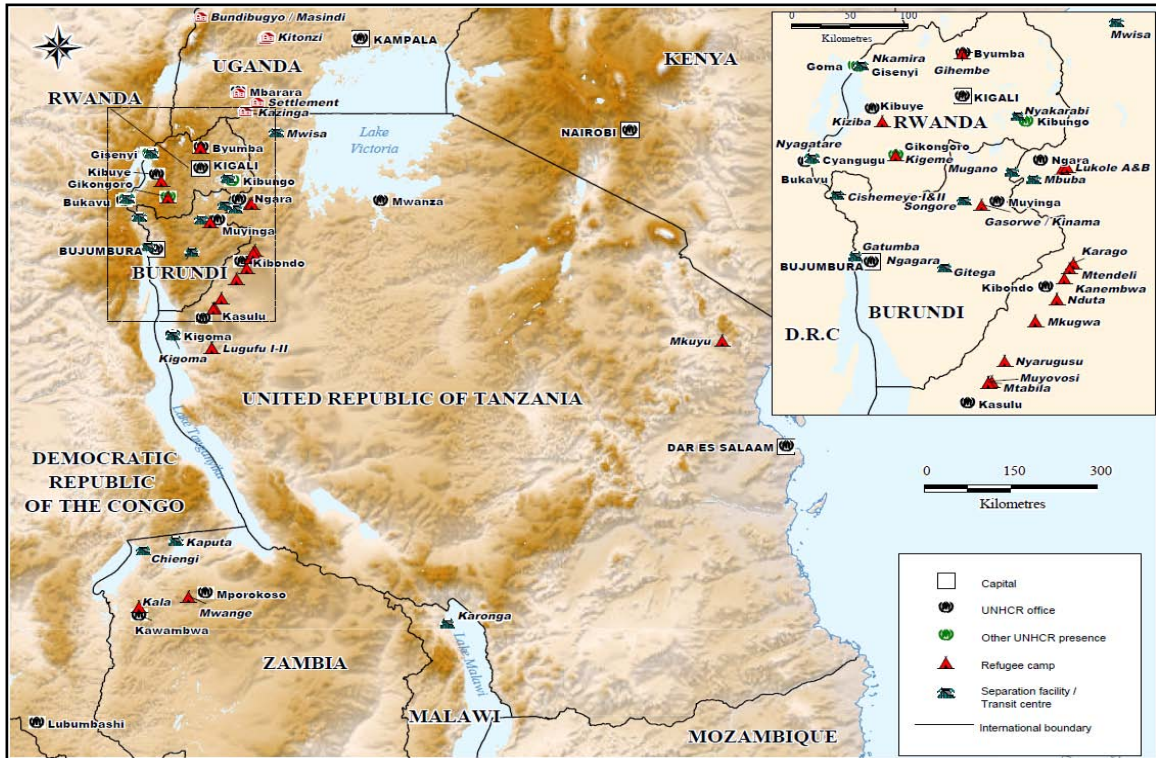 Bundibugyo / Masindi
Kitonzi
KAMPALA
UGANDA
KENYA
Mbarara
Settlement
Kazinga
RWANDA
Mwisa
Lake
Victoria
NAIROBI
Gisenyi
Byumba
KIGALI
Kibuye
Gikongoro
Kibungo
Bukavu
Ngara
Mwanza
Muyinga
BUJUMBURA
BURUNDI
Kibondo
Kasulu
Kigoma
Kigoma
Lugufu I-II
Mkuyu
UNITED REPUBLIC OF TANZANIA
Lake Tanganyika
DAR ES SALAAM
DEMOCRATIC
REPUBLIC
OF THE CONGO
Kaputa
Chiengi
Kala
Mporokoso
Mwange
Kawambwa
Karonga
Lake Malawi
ZAMBIA
MALAWI
Lubumbashi
MOZAMBIQUE
0 50 100
Kilometres
Mwisa
Goma
Nkamira
Gisenyi
Byumba
Gihembe
Kibuye
KIGALI
Kiziba
RWANDA
Nyakarabi
Kibungo
Nyagatare
Gikongoro
Cyangugu
Kigeme
Bukavu
Mugano
Ngara
Lukole A&B
Mbuba
Cishemeye-I&II
Songore
Muyinga
Gasorwe / Kinama
Gatumba
BUJUMBURA
Ngagara
Gitega
Karago
Mtendeli
Kibondo
Kanembwa
Nduta
BURUNDI
Mkugwa
D.R.C
Nyarugusu
Muyovosi
Mtabila
Kasulu
0 150 300
Kilometres
Capital
UNHCR office
Other UNHCR presence
Refugee camp
Separation facility /
Transit centre
International boundary